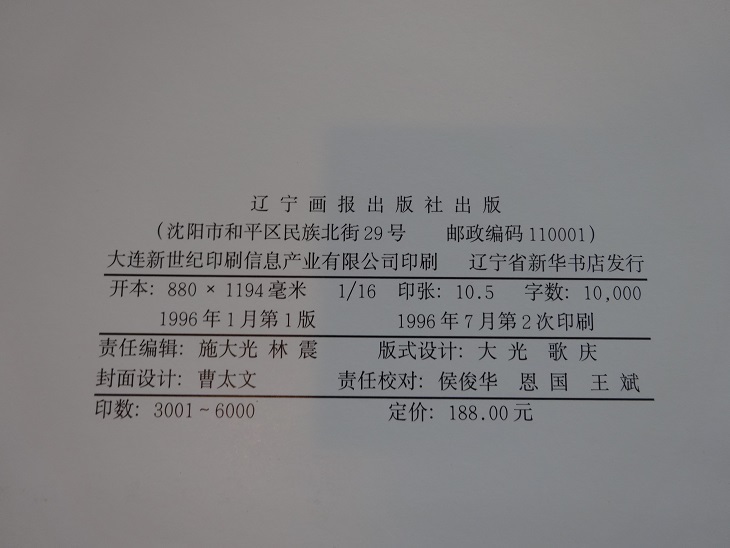 辽宁画报出版社出版
(沈阳市和平区民族北街29号 邮政编码110001)
大连新世纪印刷信息产业有限公司印刷 辽宁省新华书店发行
开本: 880 × 1194毫米 1/16 印张: 10.5 字数: 10,000
1996年1月第1版 1996年7月第2次印刷
责任编辑: 施大光 林 震 版式设计: 大 光 歌 庆
封面设计: 曹太文 责任校对: 侯俊华 恩 国 王 斌
印数: 3001~6000 定价: 188.00元